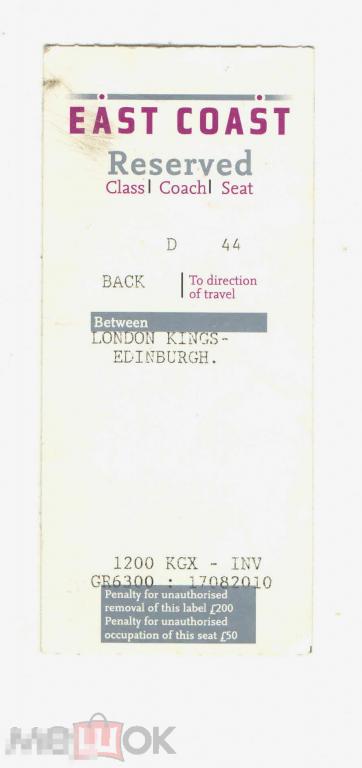 EAST COAST
Reserved
Class| Coach| Seat
D 44
BACK
To direction
of travel
Between
LONDON KINGS-
EDINBURGH.
1200 KGX - INV
GR6300 : 17082010
Penalty for unauthorised
removal of this label £200
Penalty for unauthorised
occupation of this seat £50
МЕШОК